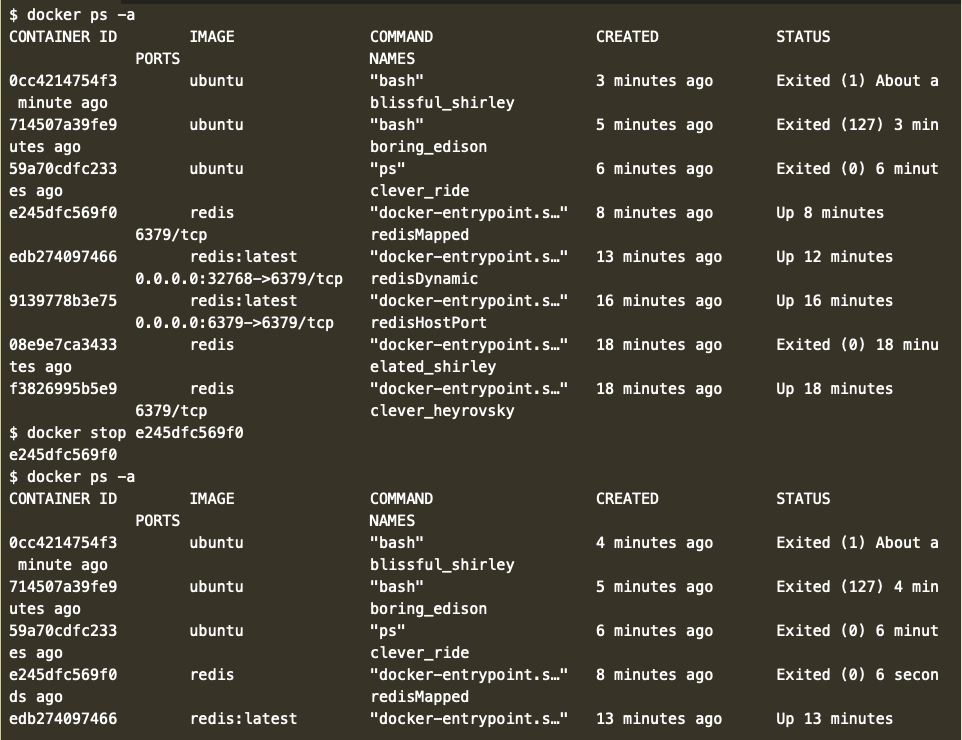 $ docker ps -a
CONTAINER ID        IMAGE               COMMAND                  CREATED             STATUS
              PORTS                     NAMES
0cc4214754f3        ubuntu              "bash"                   3 minutes ago       Exited (1) About a
 minute ago                             blissful_shirley
714507a39fe9        ubuntu              "bash"                   5 minutes ago       Exited (127) 3 min
utes ago                                boring_edison
59a70cdfc233        ubuntu              "ps"                     6 minutes ago       Exited (0) 6 minut
es ago                                  clever_ride
e245dfc569f0        redis               "docker-entrypoint.s…"   8 minutes ago       Up 8 minutes
              6379/tcp                  redisMapped
edb274097466        redis:latest        "docker-entrypoint.s…"   13 minutes ago      Up 12 minutes
              0.0.0.0:32768->6379/tcp   redisDynamic
9139778b3e75        redis:latest        "docker-entrypoint.s…"   16 minutes ago      Up 16 minutes
              0.0.0.0:6379->6379/tcp    redisHostPort
08e9e7ca3433        redis               "docker-entrypoint.s…"   18 minutes ago      Exited (0) 18 minu
tes ago                                 elated_shirley
f3826995b5e9        redis               "docker-entrypoint.s…"   18 minutes ago      Up 18 minutes
              6379/tcp                  clever_heyrovsky
$ docker stop e245dfc569f0
e245dfc569f0
$ docker ps -a
CONTAINER ID        IMAGE               COMMAND                  CREATED             STATUS
              PORTS                     NAMES
0cc4214754f3        ubuntu              "bash"                   4 minutes ago       Exited (1) About a
 minute ago                             blissful_shirley
714507a39fe9        ubuntu              "bash"                   5 minutes ago       Exited (127) 4 min
utes ago                                boring_edison
59a70cdfc233        ubuntu              "ps"                     6 minutes ago       Exited (0) 6 minut
es ago                                  clever_ride
e245dfc569f0        redis               "docker-entrypoint.s…"   8 minutes ago       Exited (0) 6 secon
ds ago                                  redisMapped
edb274097466        redis:latest        "docker-entrypoint.s…"   13 minutes ago      Up 13 minutes